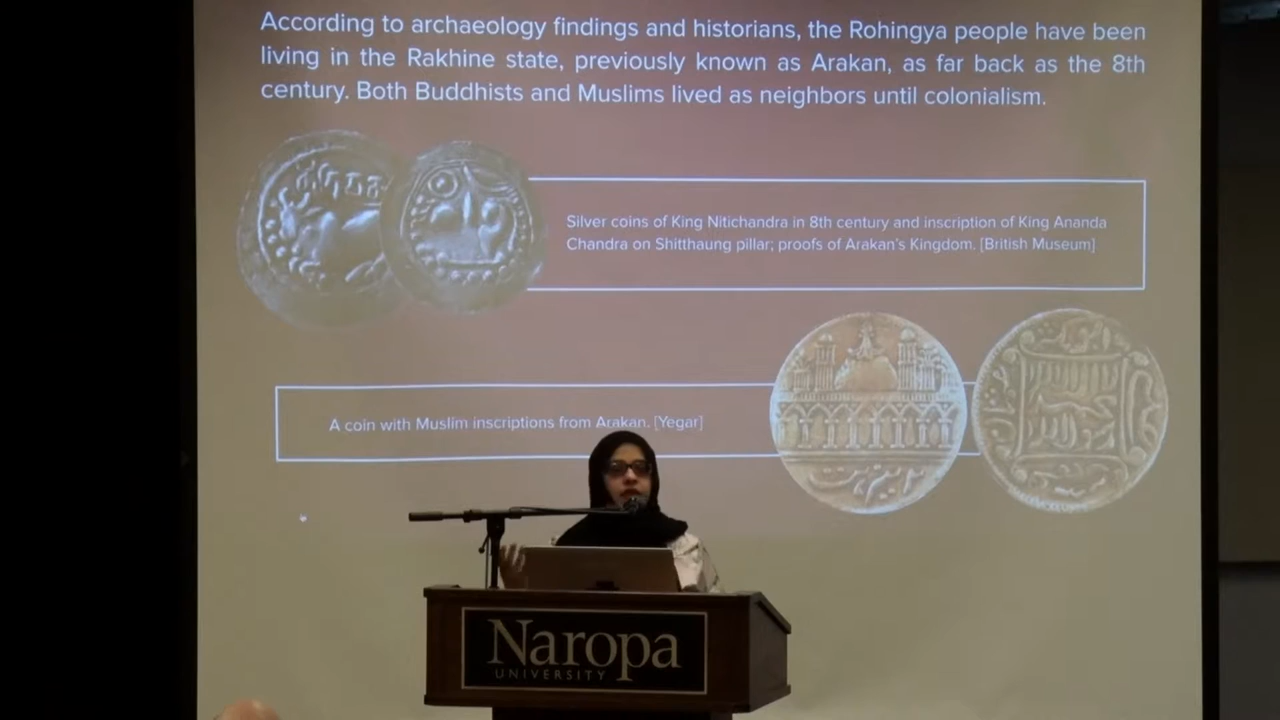 According to archaeology findings and historians, the Rohingya people have been
living in the Rakhine state, previously known as Arakan, as far back as the 8th
century. Both Buddhists and Muslims lived as neighbors until colonialism.
Silver coins of King Nitichandra in 8th century and inscription of King Ananda
Chandra on Shitthaung pillar; proofs of Arakan's Kingdom. [British Museum]
A coin with Muslim inscriptions from Arakan. [Yegar]
Naropa
UNIVERSITY